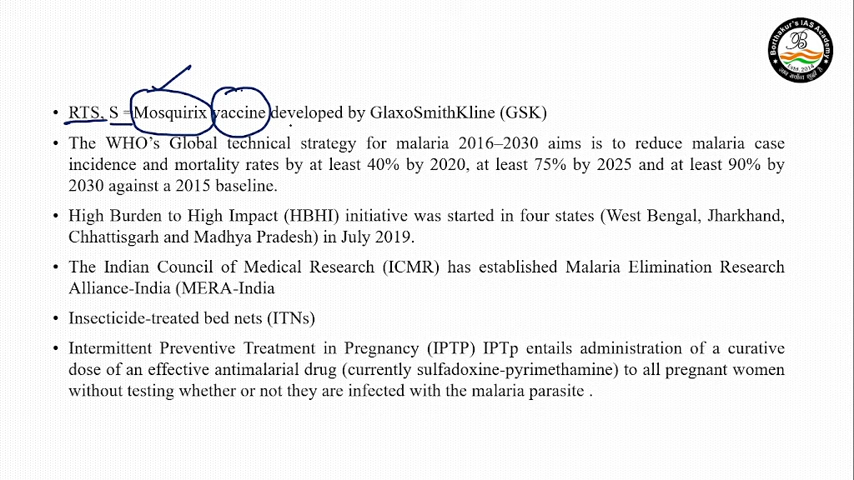 Borthakur's IAS Academy
B
Estd. 2014
• RTS, S = Mosquirix vaccine developed by GlaxoSmithKline (GSK)
• The WHO’s Global technical strategy for malaria 2016–2030 aims is to reduce malaria case
incidence and mortality rates by at least 40% by 2020, at least 75% by 2025 and at least 90% by
2030 against a 2015 baseline.
• High Burden to High Impact (HBHI) initiative was started in four states (West Bengal, Jharkhand,
Chhattisgarh and Madhya Pradesh) in July 2019.
• The Indian Council of Medical Research (ICMR) has established Malaria Elimination Research
Alliance-India (MERA-India
• Insecticide-treated bed nets (ITNs)
• Intermittent Preventive Treatment in Pregnancy (IPTP) IPTp entails administration of a curative
dose of an effective antimalarial drug (currently sulfadoxine-pyrimethamine) to all pregnant women
without testing whether or not they are infected with the malaria parasite .